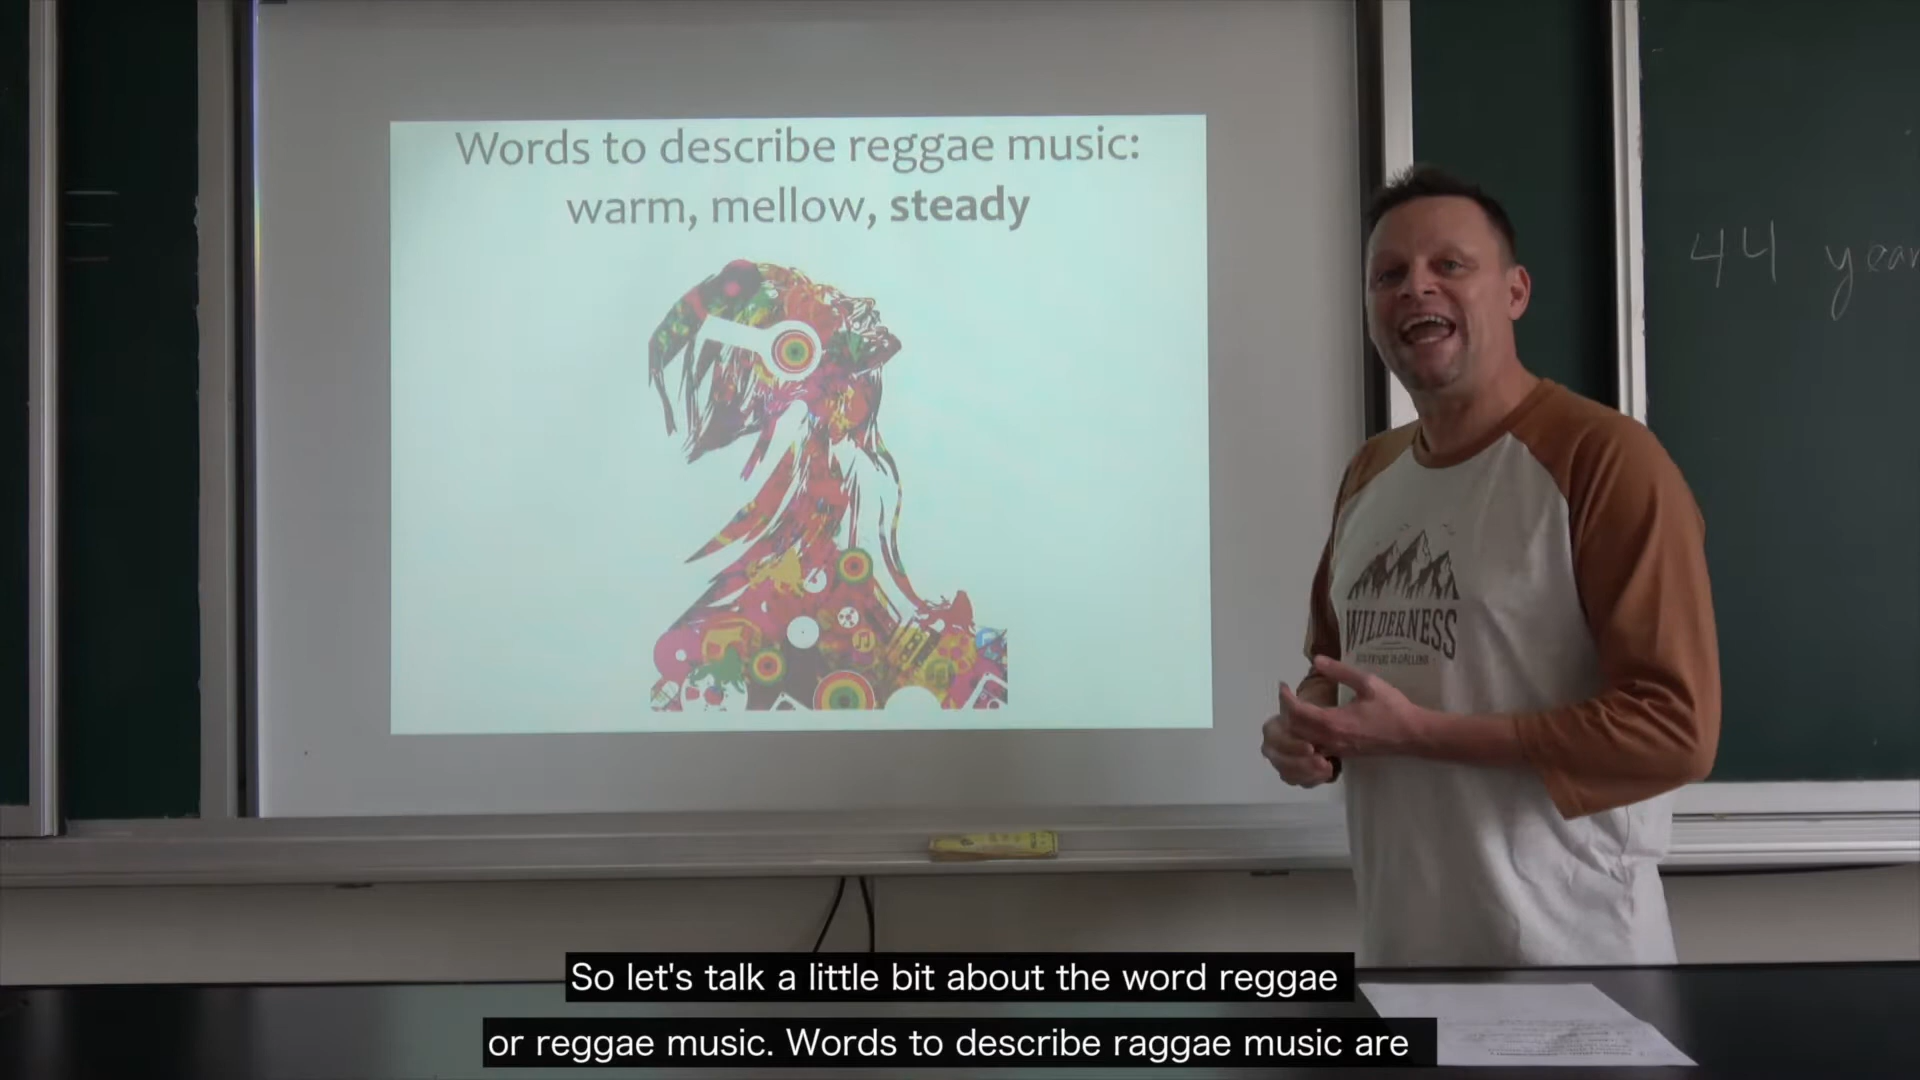 Words to describe reggae music:
warm, mellow, steady
44 year
WILDERNESS
So let's talk a little bit about the word reggae
or reggae music. Words to describe raggae music are